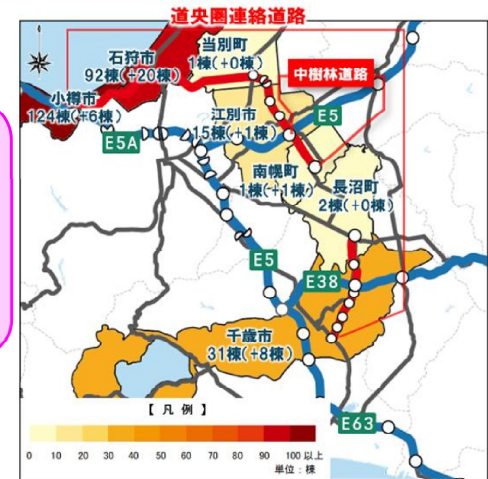 道央圏連絡道路
当別町
1棟(+0棟)
石狩市
92棟(+20棟)
中樹林道路
小樽市
124棟(+6棟)
江別市
15棟(+1棟)
E5
E5A
南幌町
1棟(+1棟)
長沼町
2棟(+0棟)
E5
E38
千歳市
31棟(+8棟)
【 凡 例 】
E63
0 10 20 30 40 50 60 70 80 90 100 以上
単位：棟